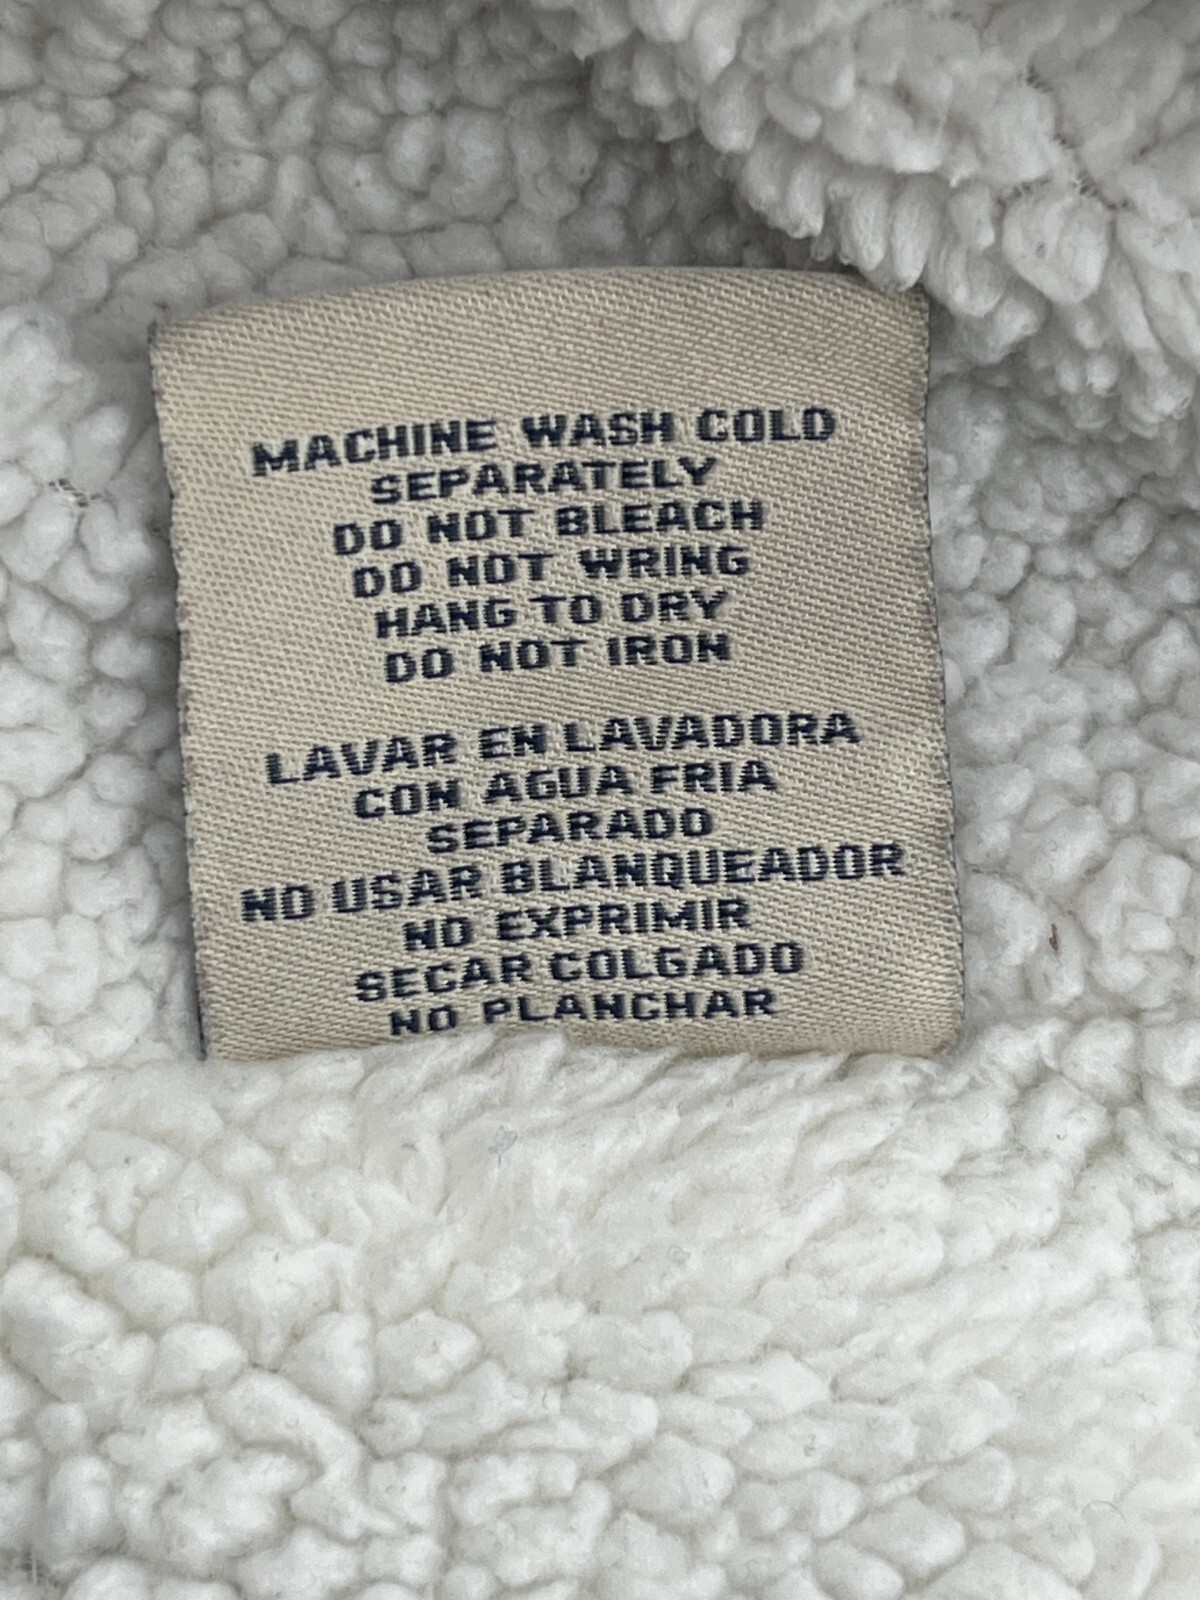 MACHINE WASH COLD
SEPARATELY
DO NOT BLEACH
DO NOT WRING
HANG TO DRY
DO NOT IRON
LAVAR EN LAVADORA
CON AGUA FRIA
SEPARADO
NO USAR BLANQUEADOR
NO EXPRIMIR
SECAR COLGADO
NO PLANCHAR